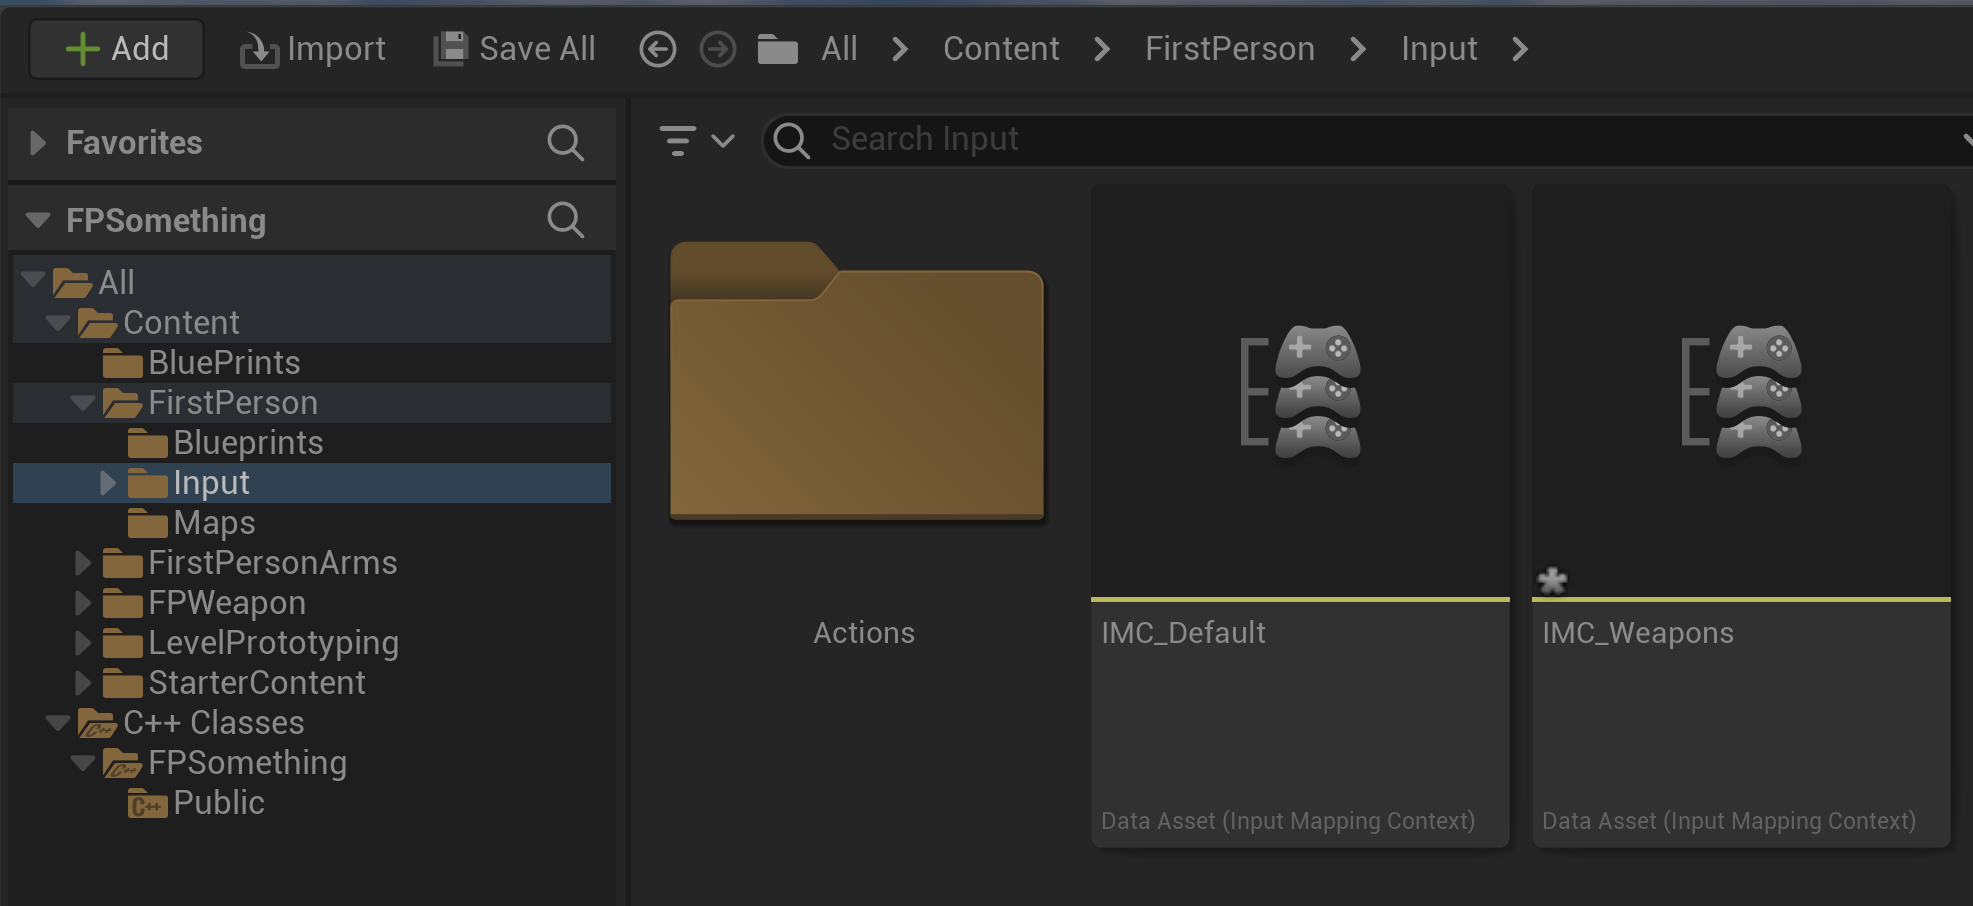 Add Import Save All All Content FirstPerson Input
Favorites
Search Input
FPSomething
All
Content
BluePrints
FirstPerson
Blueprints
Input
Maps
FirstPersonArms
FPWeapon
LevelPrototyping
StarterContent
C++ Classes
FPSomething
Public
Actions
IMC_Default
Data Asset (Input Mapping Context)
IMC_Weapons
Data Asset (Input Mapping Context)